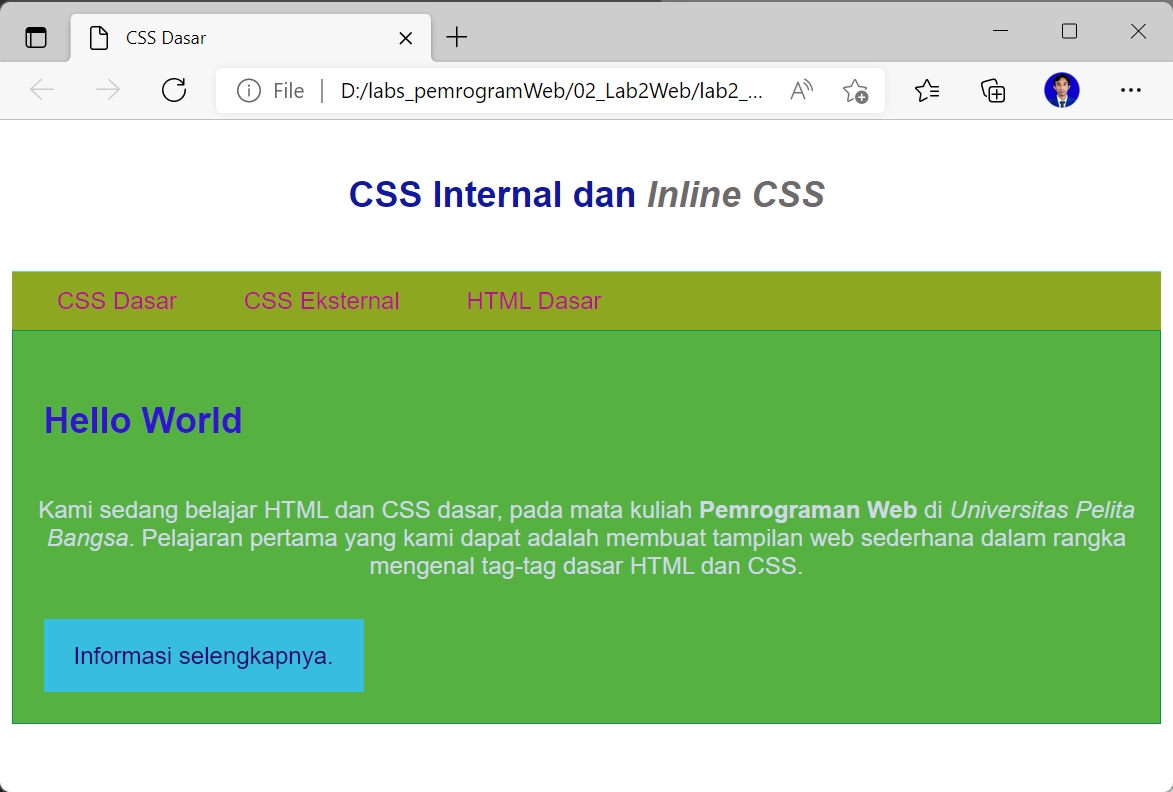 CSS Dasar
File | D:/labs_pemrogramWeb/02_Lab2Web/lab2_...
CSS Internal dan Inline CSS
CSS Dasar CSS Eksternal HTML Dasar
Hello World
Kami sedang belajar HTML dan CSS dasar, pada mata kuliah Pemrograman Web di Universitas Pelita
Bangsa. Pelajaran pertama yang kami dapat adalah membuat tampilan web sederhana dalam rangka
mengenal tag-tag dasar HTML dan CSS.
Informasi selengkapnya.